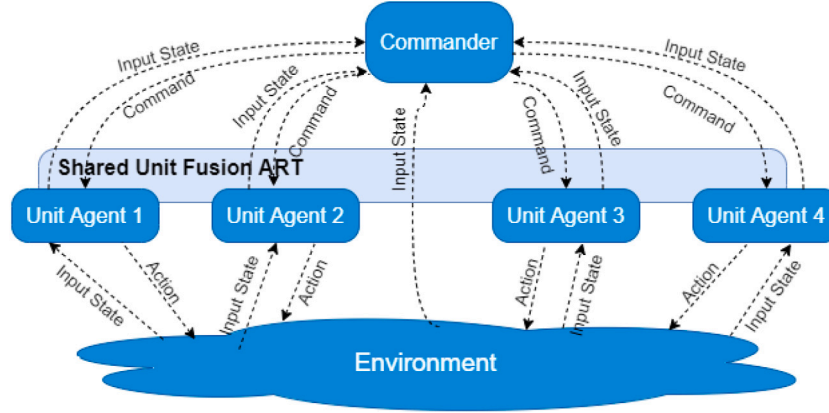 Commander
Input State
Command
Input State
Command
Input State
Command
Input State
Command
Input State
Shared Unit Fusion ART
Unit Agent 1
Unit Agent 2
Unit Agent 3
Unit Agent 4
Input State
Action
Input State
Action
Action
Input State
Action
Input State
Environment